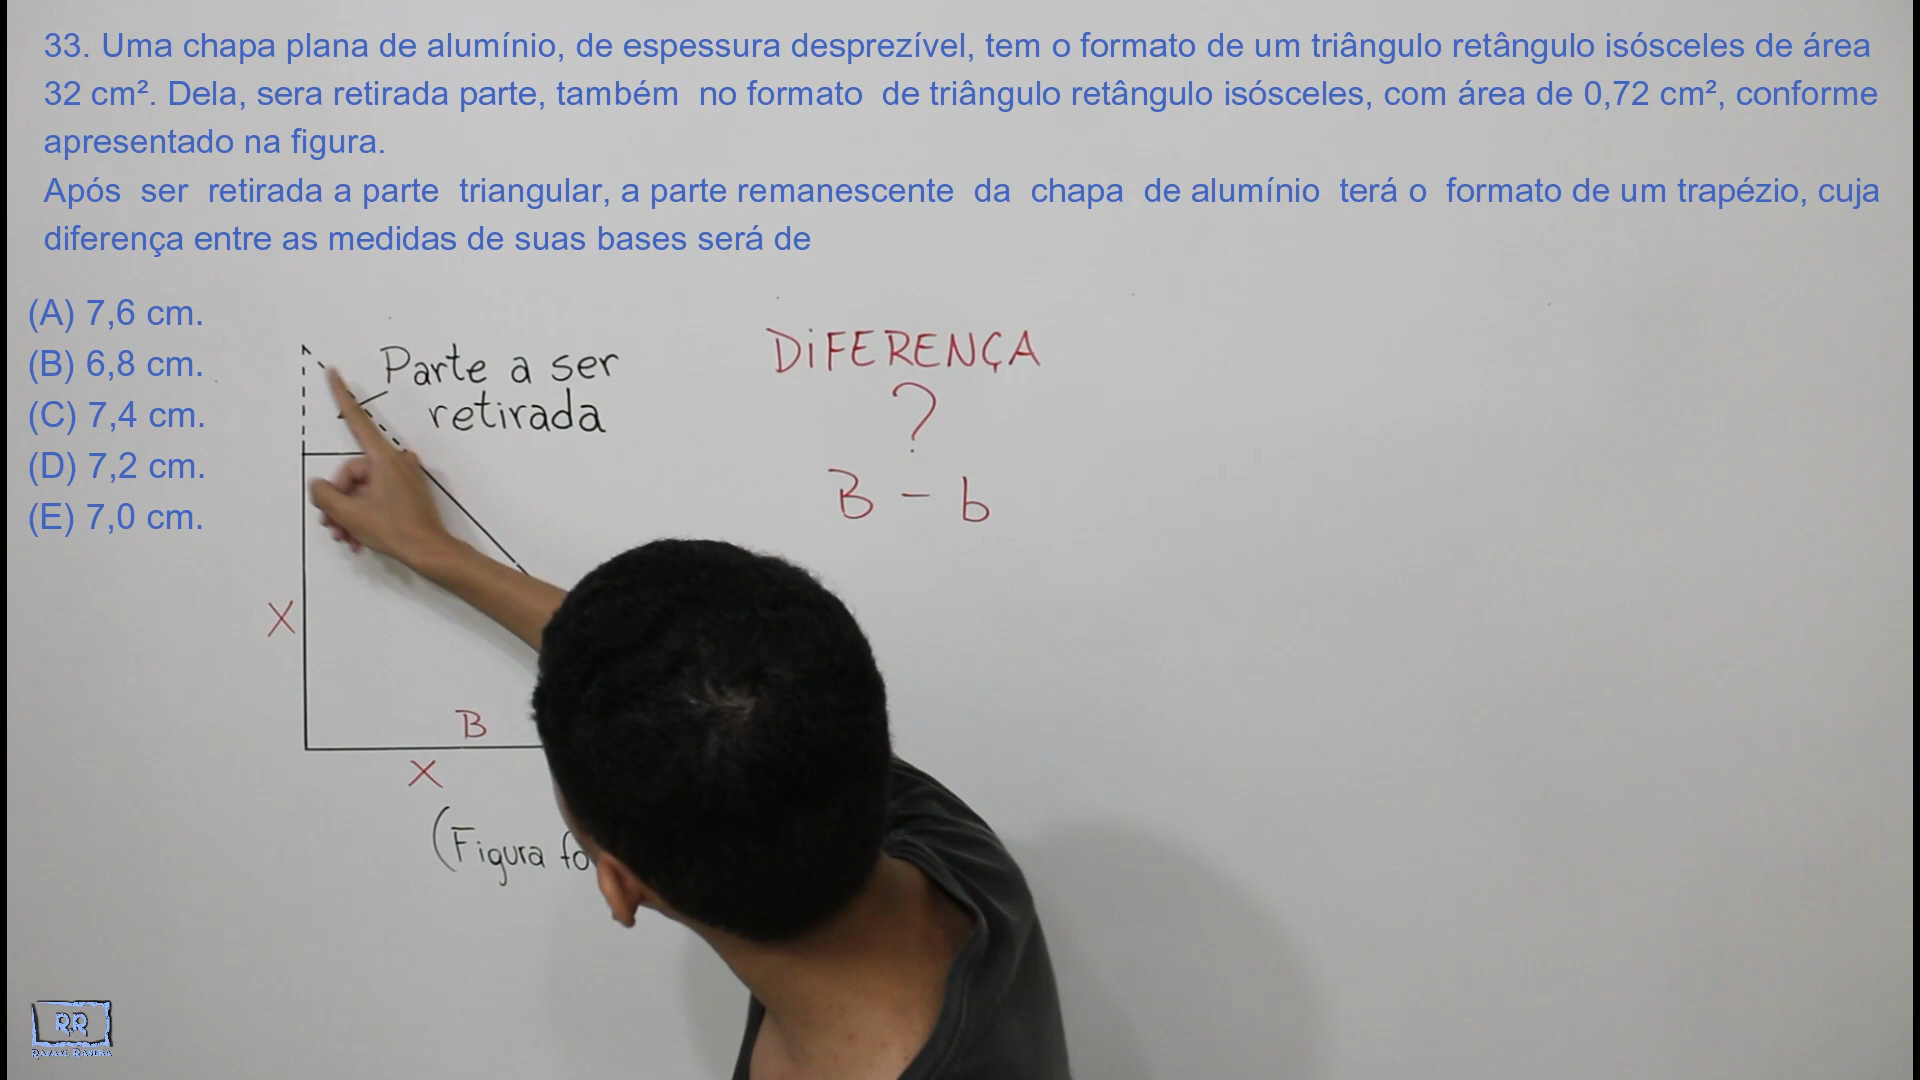 33. Uma chapa plana de alumínio, de espessura desprezível, tem o formato de um triângulo retângulo isósceles de área
32 cm². Dela, sera retirada parte, também no formato de triângulo retângulo isósceles, com área de 0,72 cm², conforme
apresentado na figura.
Após ser retirada a parte triangular, a parte remanescente da chapa de alumínio terá o formato de um trapézio, cuja
diferença entre as medidas de suas bases será de
(A) 7,6 cm.
(B) 6,8 cm.
(C) 7,4 cm.
(D) 7,2 cm.
(E) 7,0 cm.
Parte a ser
retirada
DiFERENÇA
?
B - b
X
B
X
(Figura fo
RR